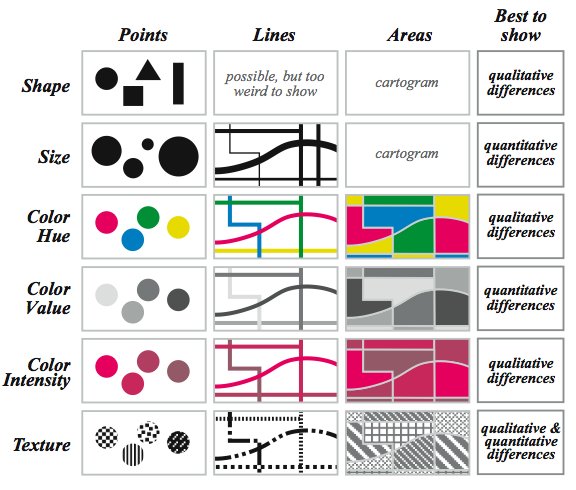 Points
Lines
Areas
Best to
show
Shape
possible, but too
weird to show
cartogram
qualitative
differences
Size
cartogram
quantitative
differences
Color
Hue
qualitative
differences
Color
Value
quantitative
differences
Color
Intensity
qualitative
differences
Texture
qualitative &
quantitative
differences